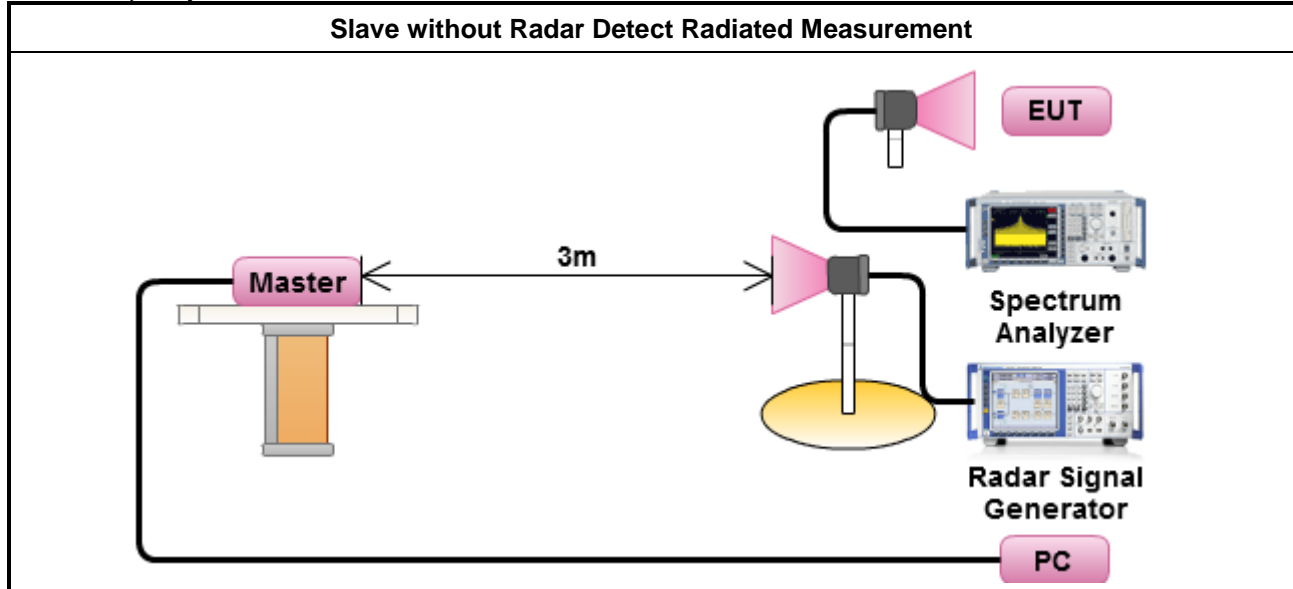 Slave without Radar Detect Radiated Measurement
EUT
3m
Master
Spectrum
Analyzer
Radar Signal
Generator
PC